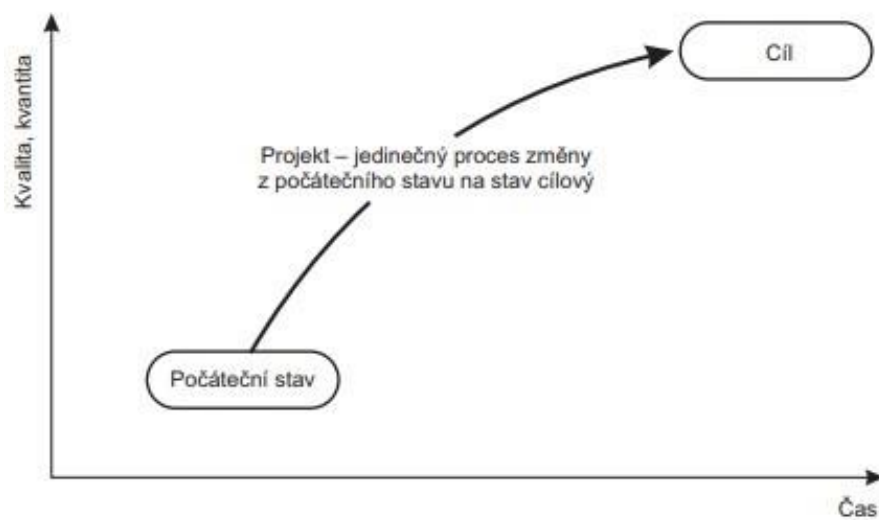 Kvalita, kvantita
Cíl
Projekt – jedinečný proces změny
z počátečního stavu na stav cílový
Počáteční stav
Čas